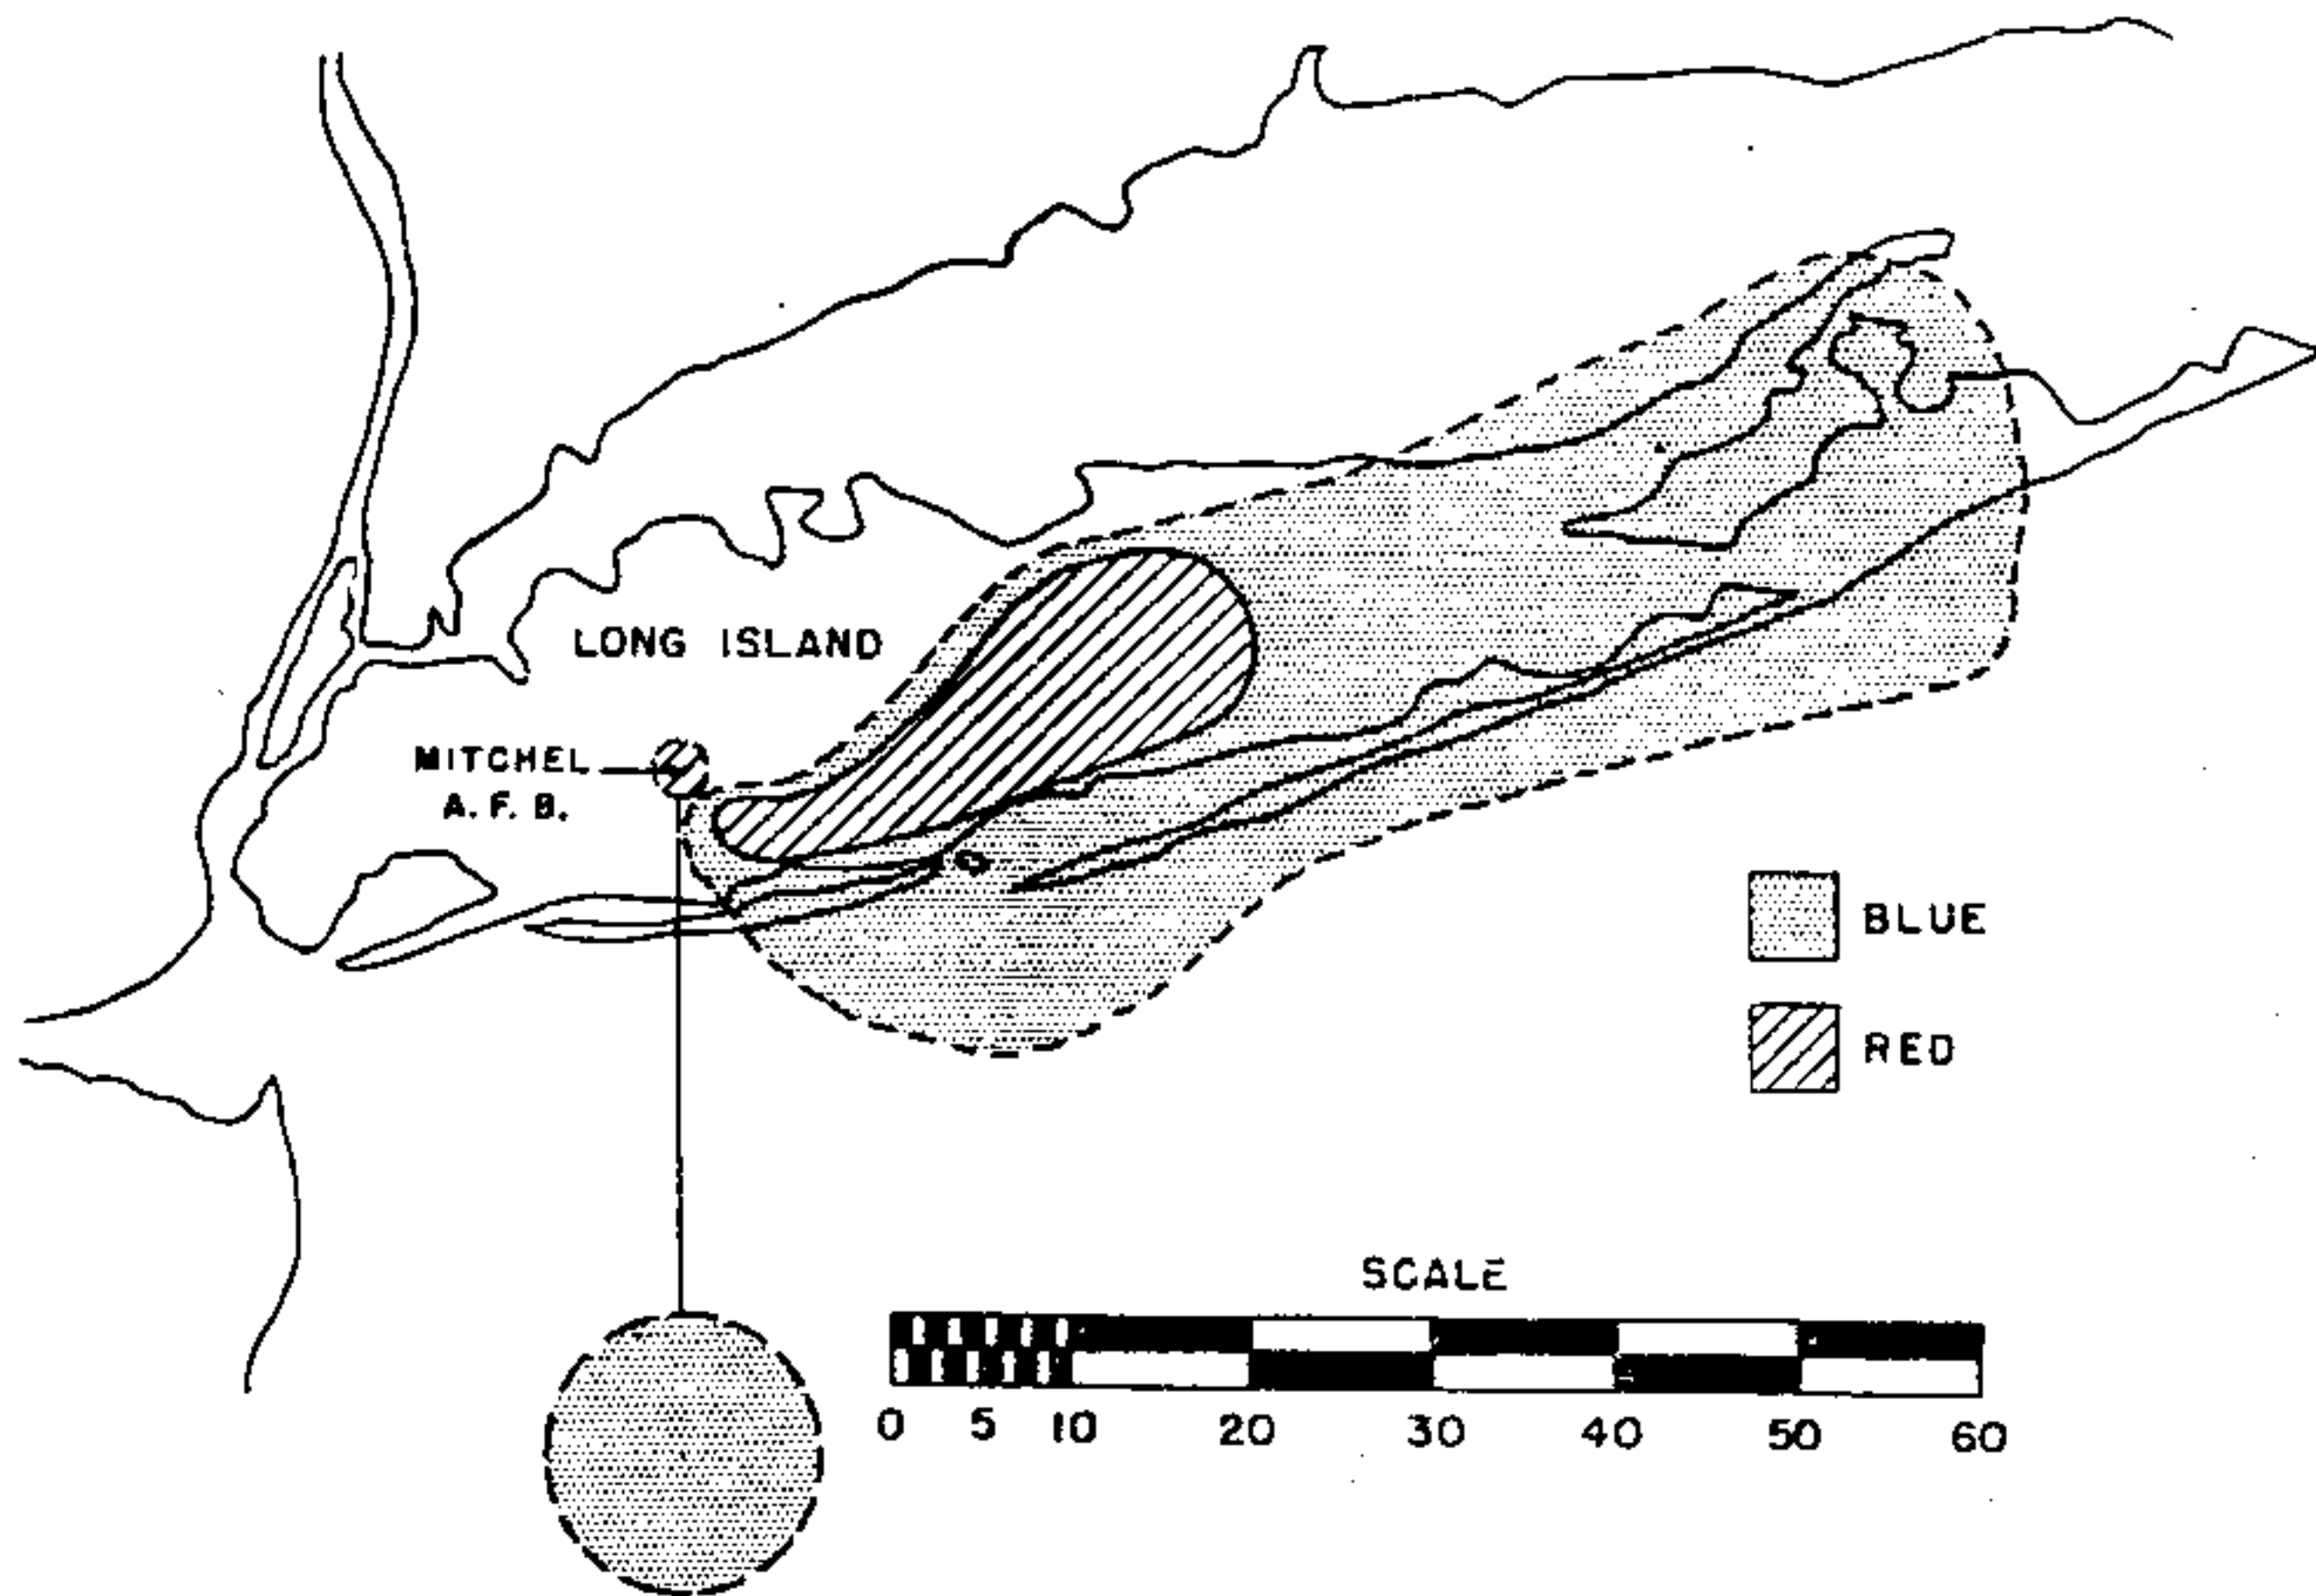 LONG ISLAND
MITCHEL
A. F. B.
BLUE
RED
SCALE
0 5 10 20 30 40 50 60